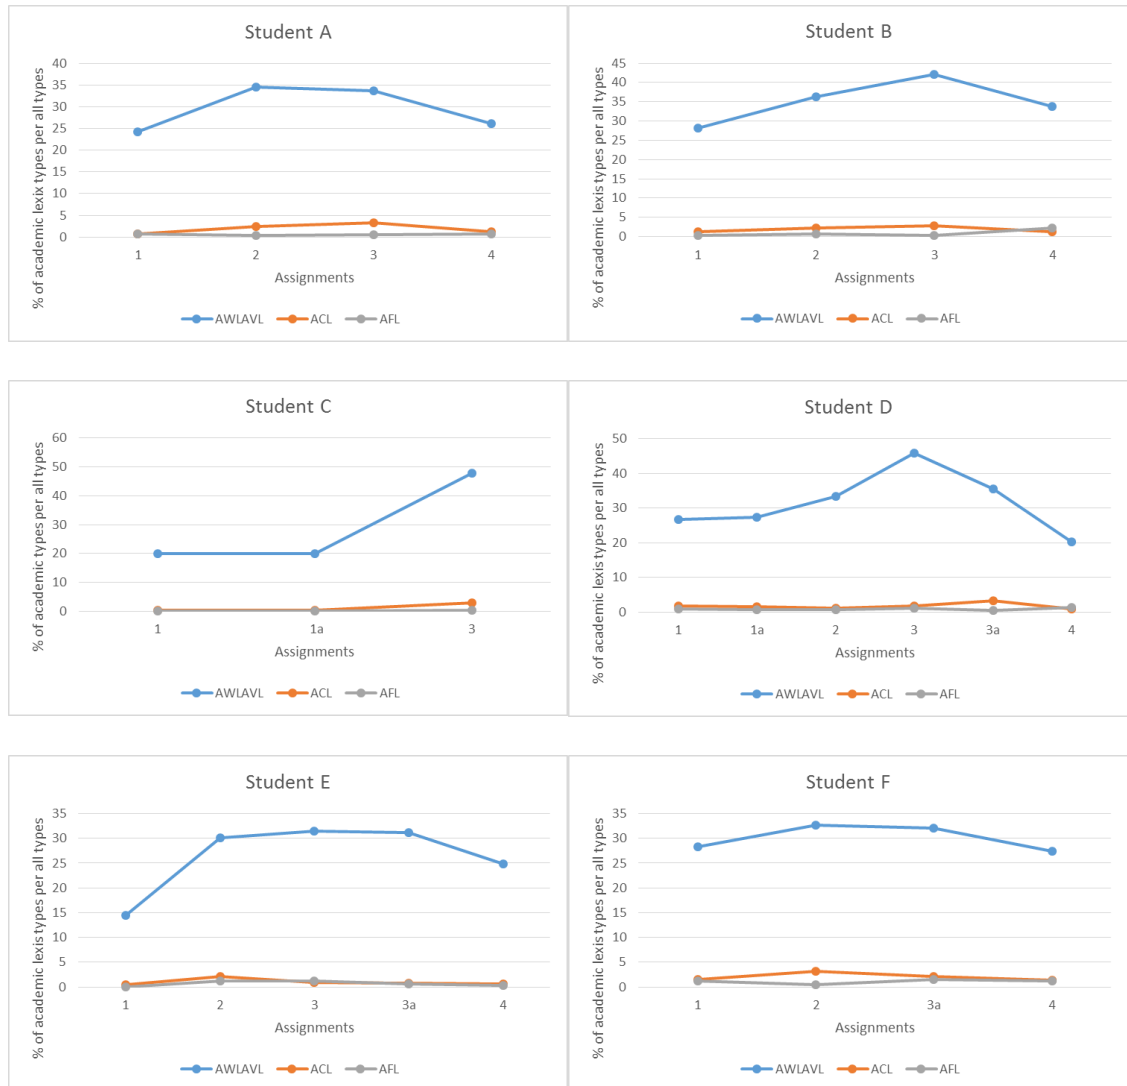 Student A
% of academic lexix types per all types
40
35
30
25
20
15
10
5
0
1 2 3 4
Assignments
AWLAVL ACL AFL
Student B
% of academic lexis types per all types
45
40
35
30
25
20
15
10
5
0
1 2 3 4
Assignments
AWLAVL ACL AFL
Student C
% of academic types per all types
60
50
40
30
20
10
0
1 1a 3
Assignments
AWLAVL ACL AFL
Student D
% of academic lexis types per all types
50
40
30
20
10
0
1 1a 2 3 3a 4
Assignments
AWLAVL ACL AFL
Student E
% of academic lexis types per all types
35
30
25
20
15
10
5
0
1 2 3 3a 4
Assignments
AWLAVL ACL AFL
Student F
% of academic lexis types per all types
35
30
25
20
15
10
5
0
1 2 3a 4
Assignments
AWLAVL ACL AFL